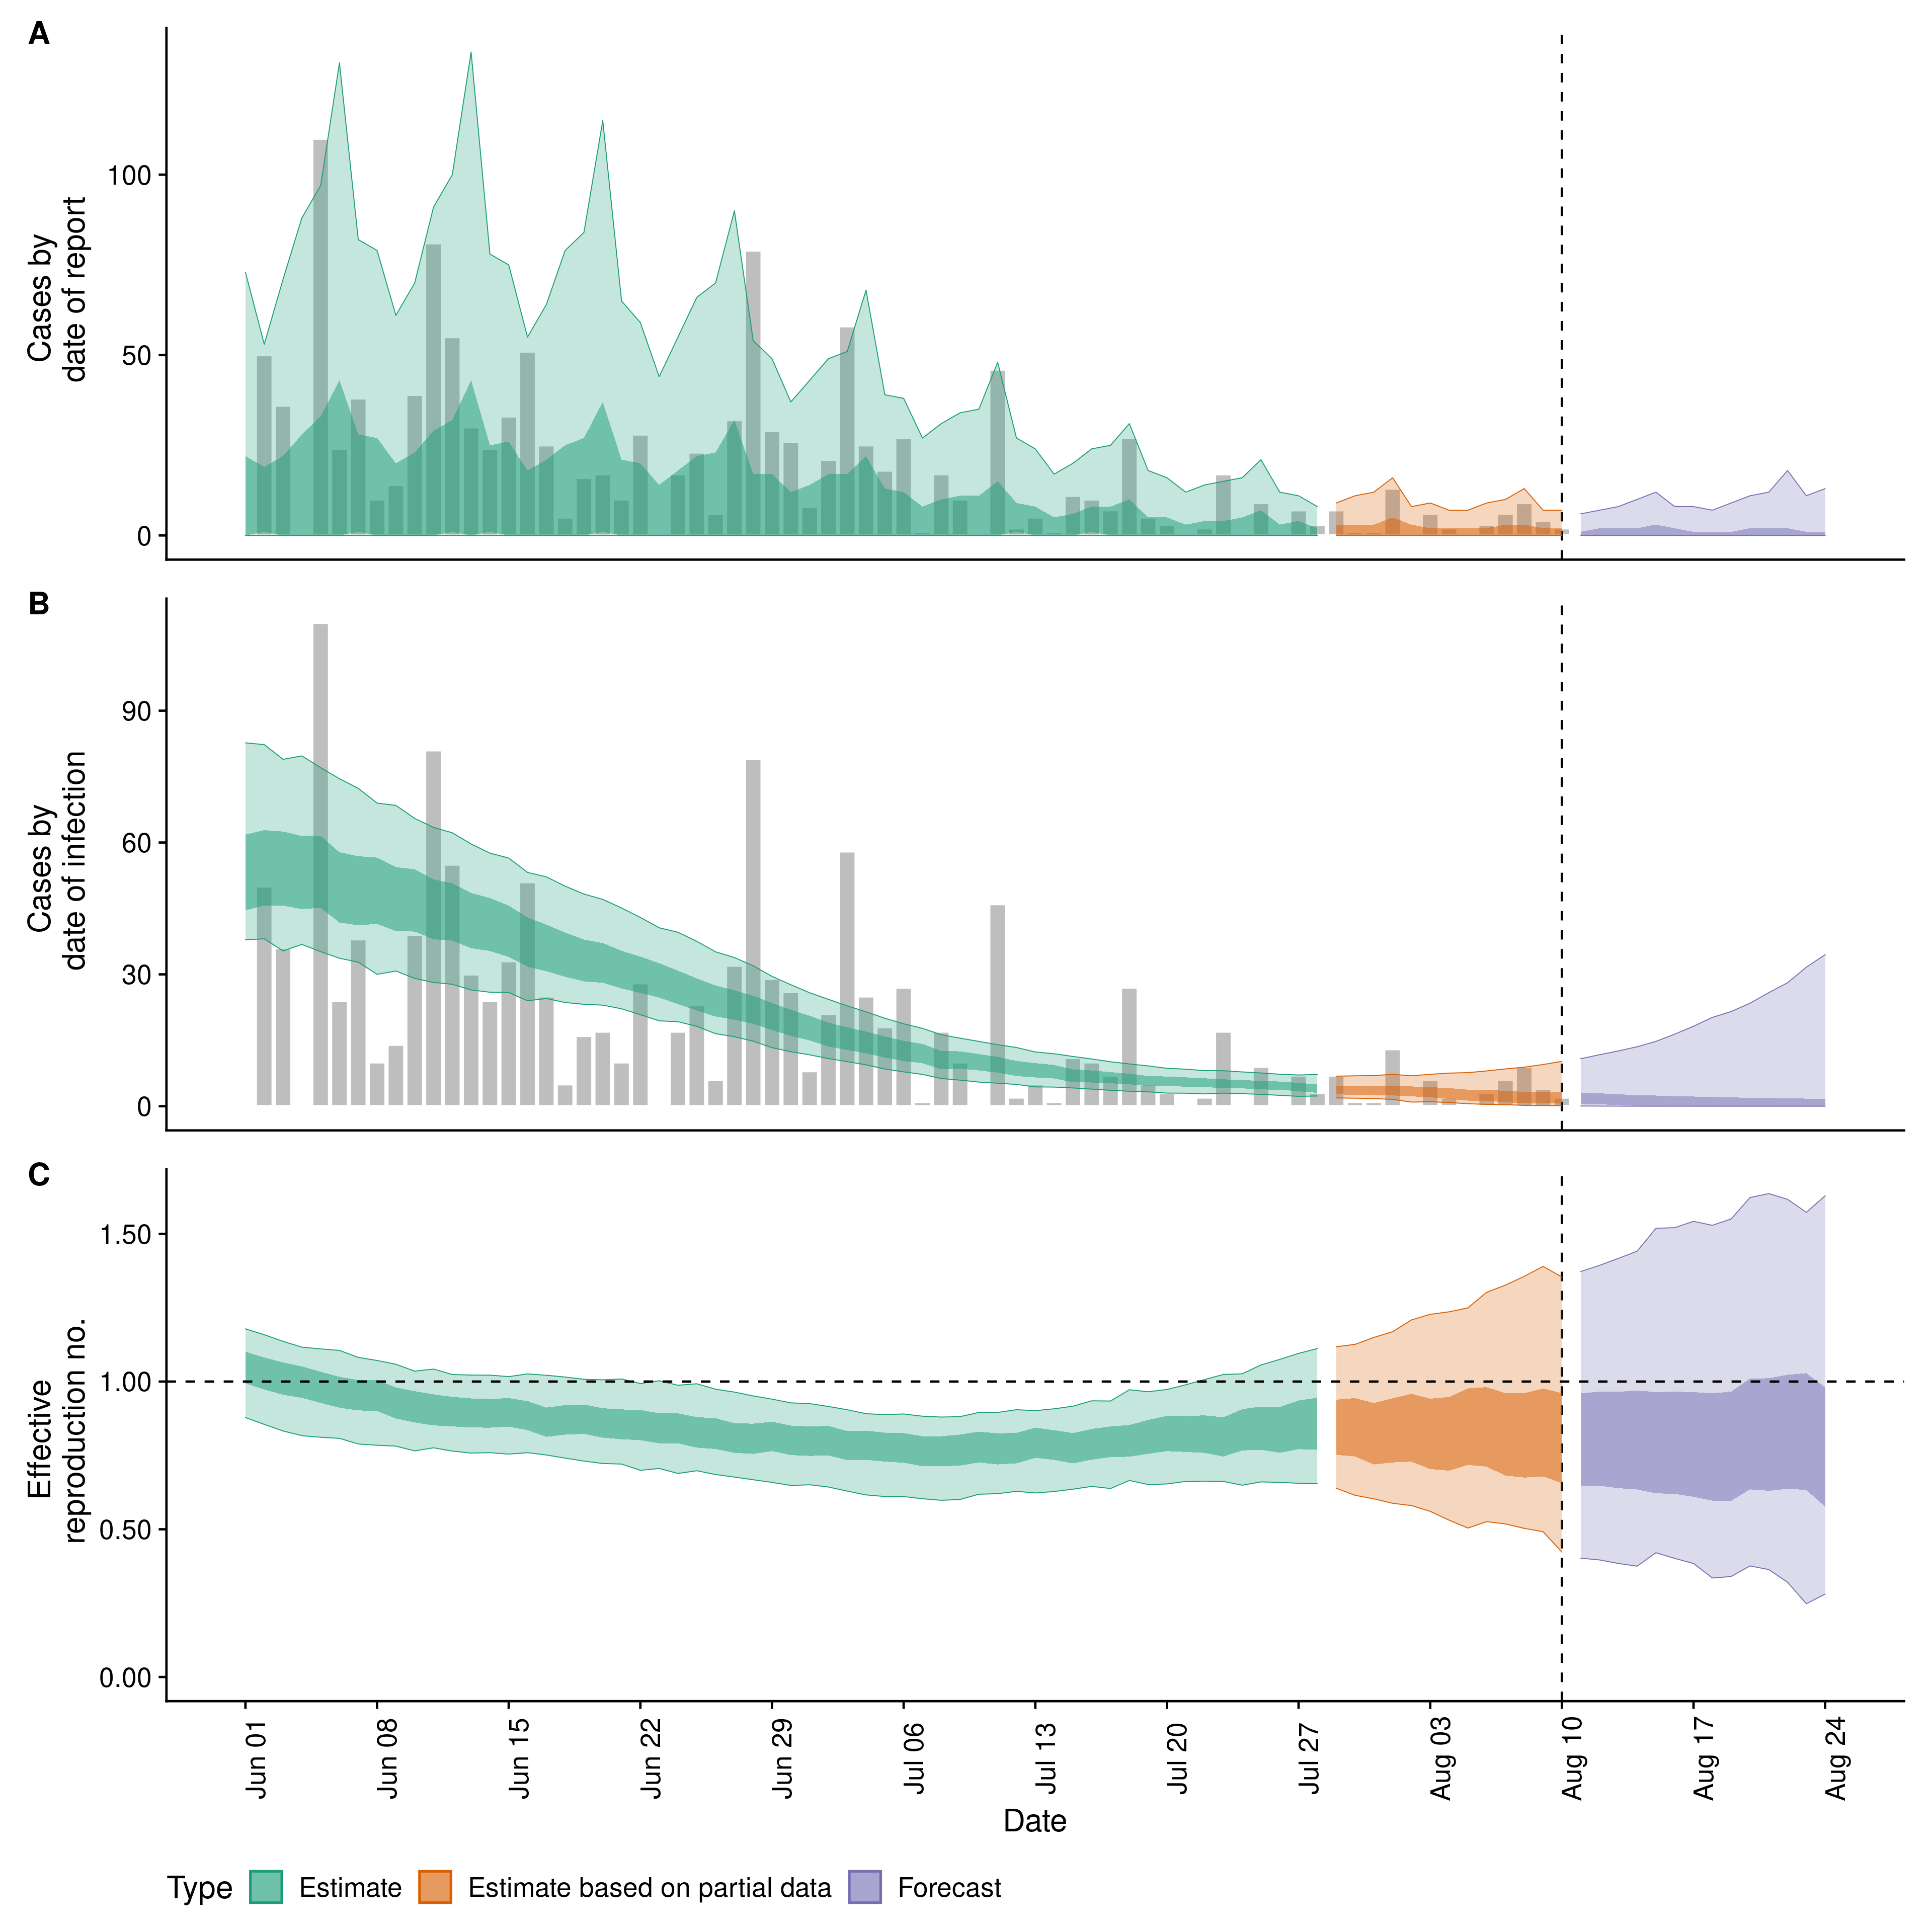 A
Cases by
date of report
100
50
0
B
Cases by
date of infection
90
60
30
0
C
Effective
reproduction no.
1.50
1.00
0.50
0.00
Jun 01
Jun 08
Jun 15
Jun 22
Jun 29
Jul 06
Jul 13
Jul 20
Jul 27
Aug 03
Aug 10
Aug 17
Aug 24
Date
Type Estimate Estimate based on partial data Forecast